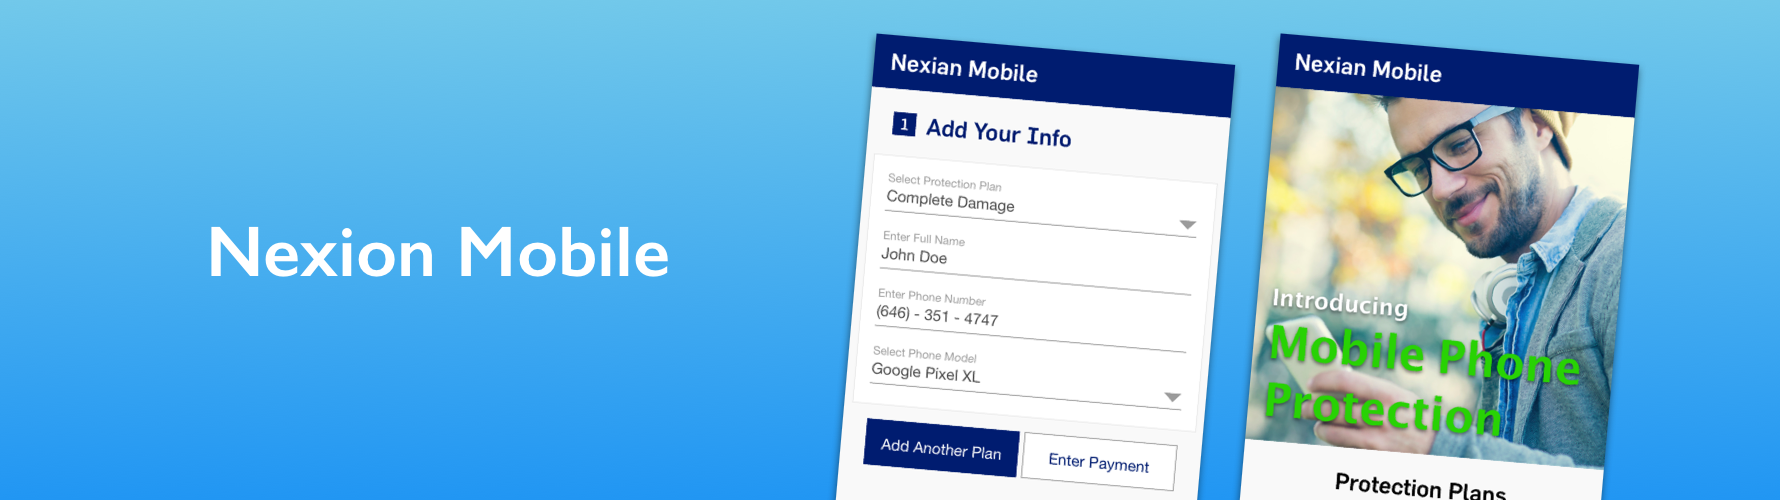 Nexion Mobile
Nexian Mobile
1 Add Your Info
Select Protection Plan
Complete Damage
Enter Full Name
John Doe
Enter Phone Number
(646) - 351 - 4747
Select Phone Model
Google Pixel XL
Add Another Plan
Enter Payment
Nexian Mobile
Introducing
Mobile Phone
Protection
Protection Plans